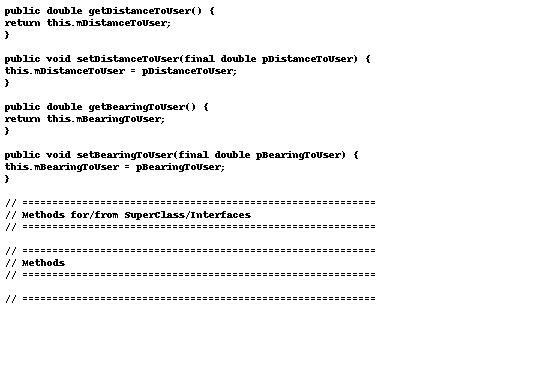 public double getDistanceToUser() {
return this.mDistanceToUser;
}
public void setDistanceToUser(final double pDistanceToUser) {
this.mDistanceToUser = pDistanceToUser;
}
public double getBearingToUser() {
return this.mBearingToUser;
}
public void setBearingToUser(final double pBearingToUser) {
this.mBearingToUser = pBearingToUser;
}
// ===========================================================
// Methods for/from SuperClass/Interfaces
// ===========================================================
// ===========================================================
// Methods
// ===========================================================
// ===========================================================